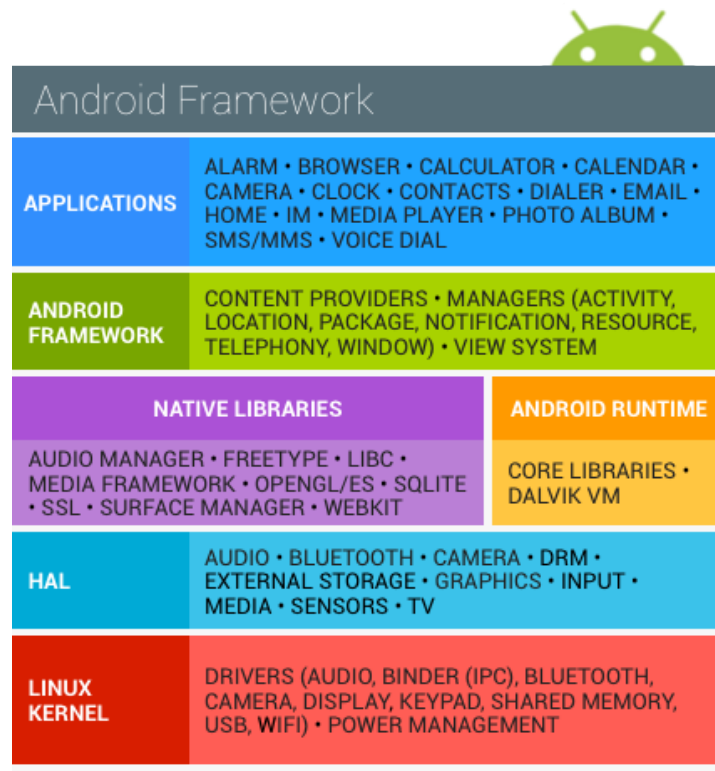 Android Framework
APPLICATIONS
ALARM • BROWSER • CALCULATOR • CALENDAR •
CAMERA • CLOCK • CONTACTS • DIALER • EMAIL •
HOME • IM • MEDIA PLAYER • PHOTO ALBUM •
SMS/MMS • VOICE DIAL
ANDROID
FRAMEWORK
CONTENT PROVIDERS • MANAGERS (ACTIVITY,
LOCATION, PACKAGE, NOTIFICATION, RESOURCE,
TELEPHONY, WINDOW) • VIEW SYSTEM
NATIVE LIBRARIES
AUDIO MANAGER • FREETYPE • LIBC •
MEDIA FRAMEWORK • OPENGL/ES • SQLITE
• SSL • SURFACE MANAGER • WEBKIT
ANDROID RUNTIME
CORE LIBRARIES •
DALVIK VM
HAL
AUDIO • BLUETOOTH • CAMERA • DRM •
EXTERNAL STORAGE • GRAPHICS • INPUT •
MEDIA • SENSORS • TV
LINUX
KERNEL
DRIVERS (AUDIO, BINDER (IPC), BLUETOOTH,
CAMERA, DISPLAY, KEYPAD, SHARED MEMORY,
USB, WIFI) • POWER MANAGEMENT